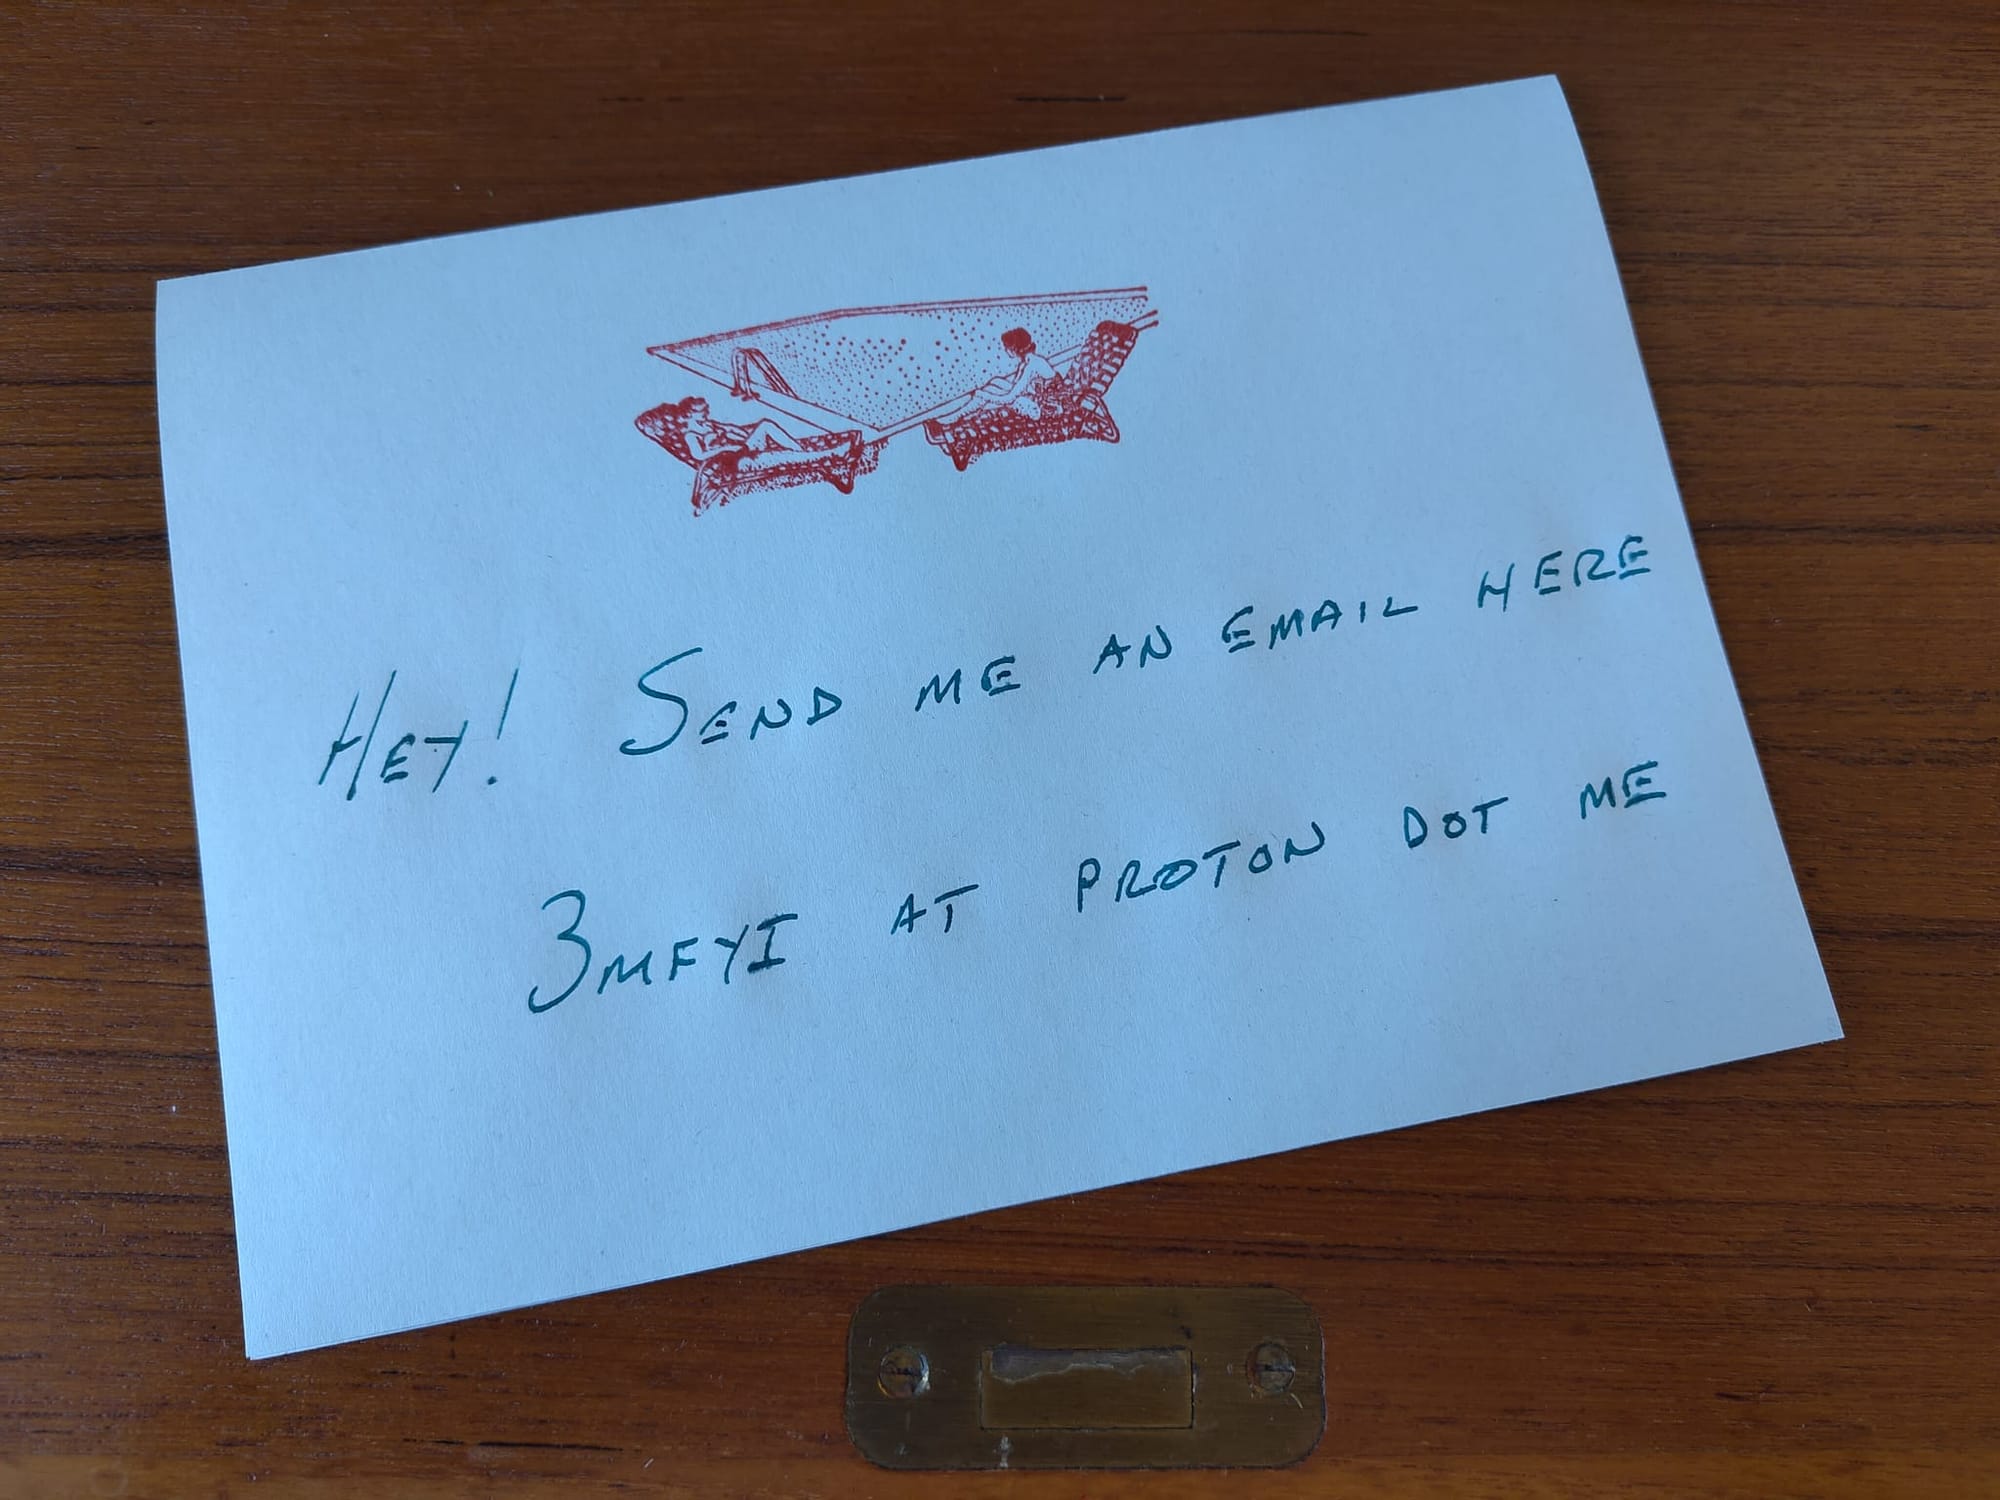 Hey! Send me an email here
3mfyI at proton dot me